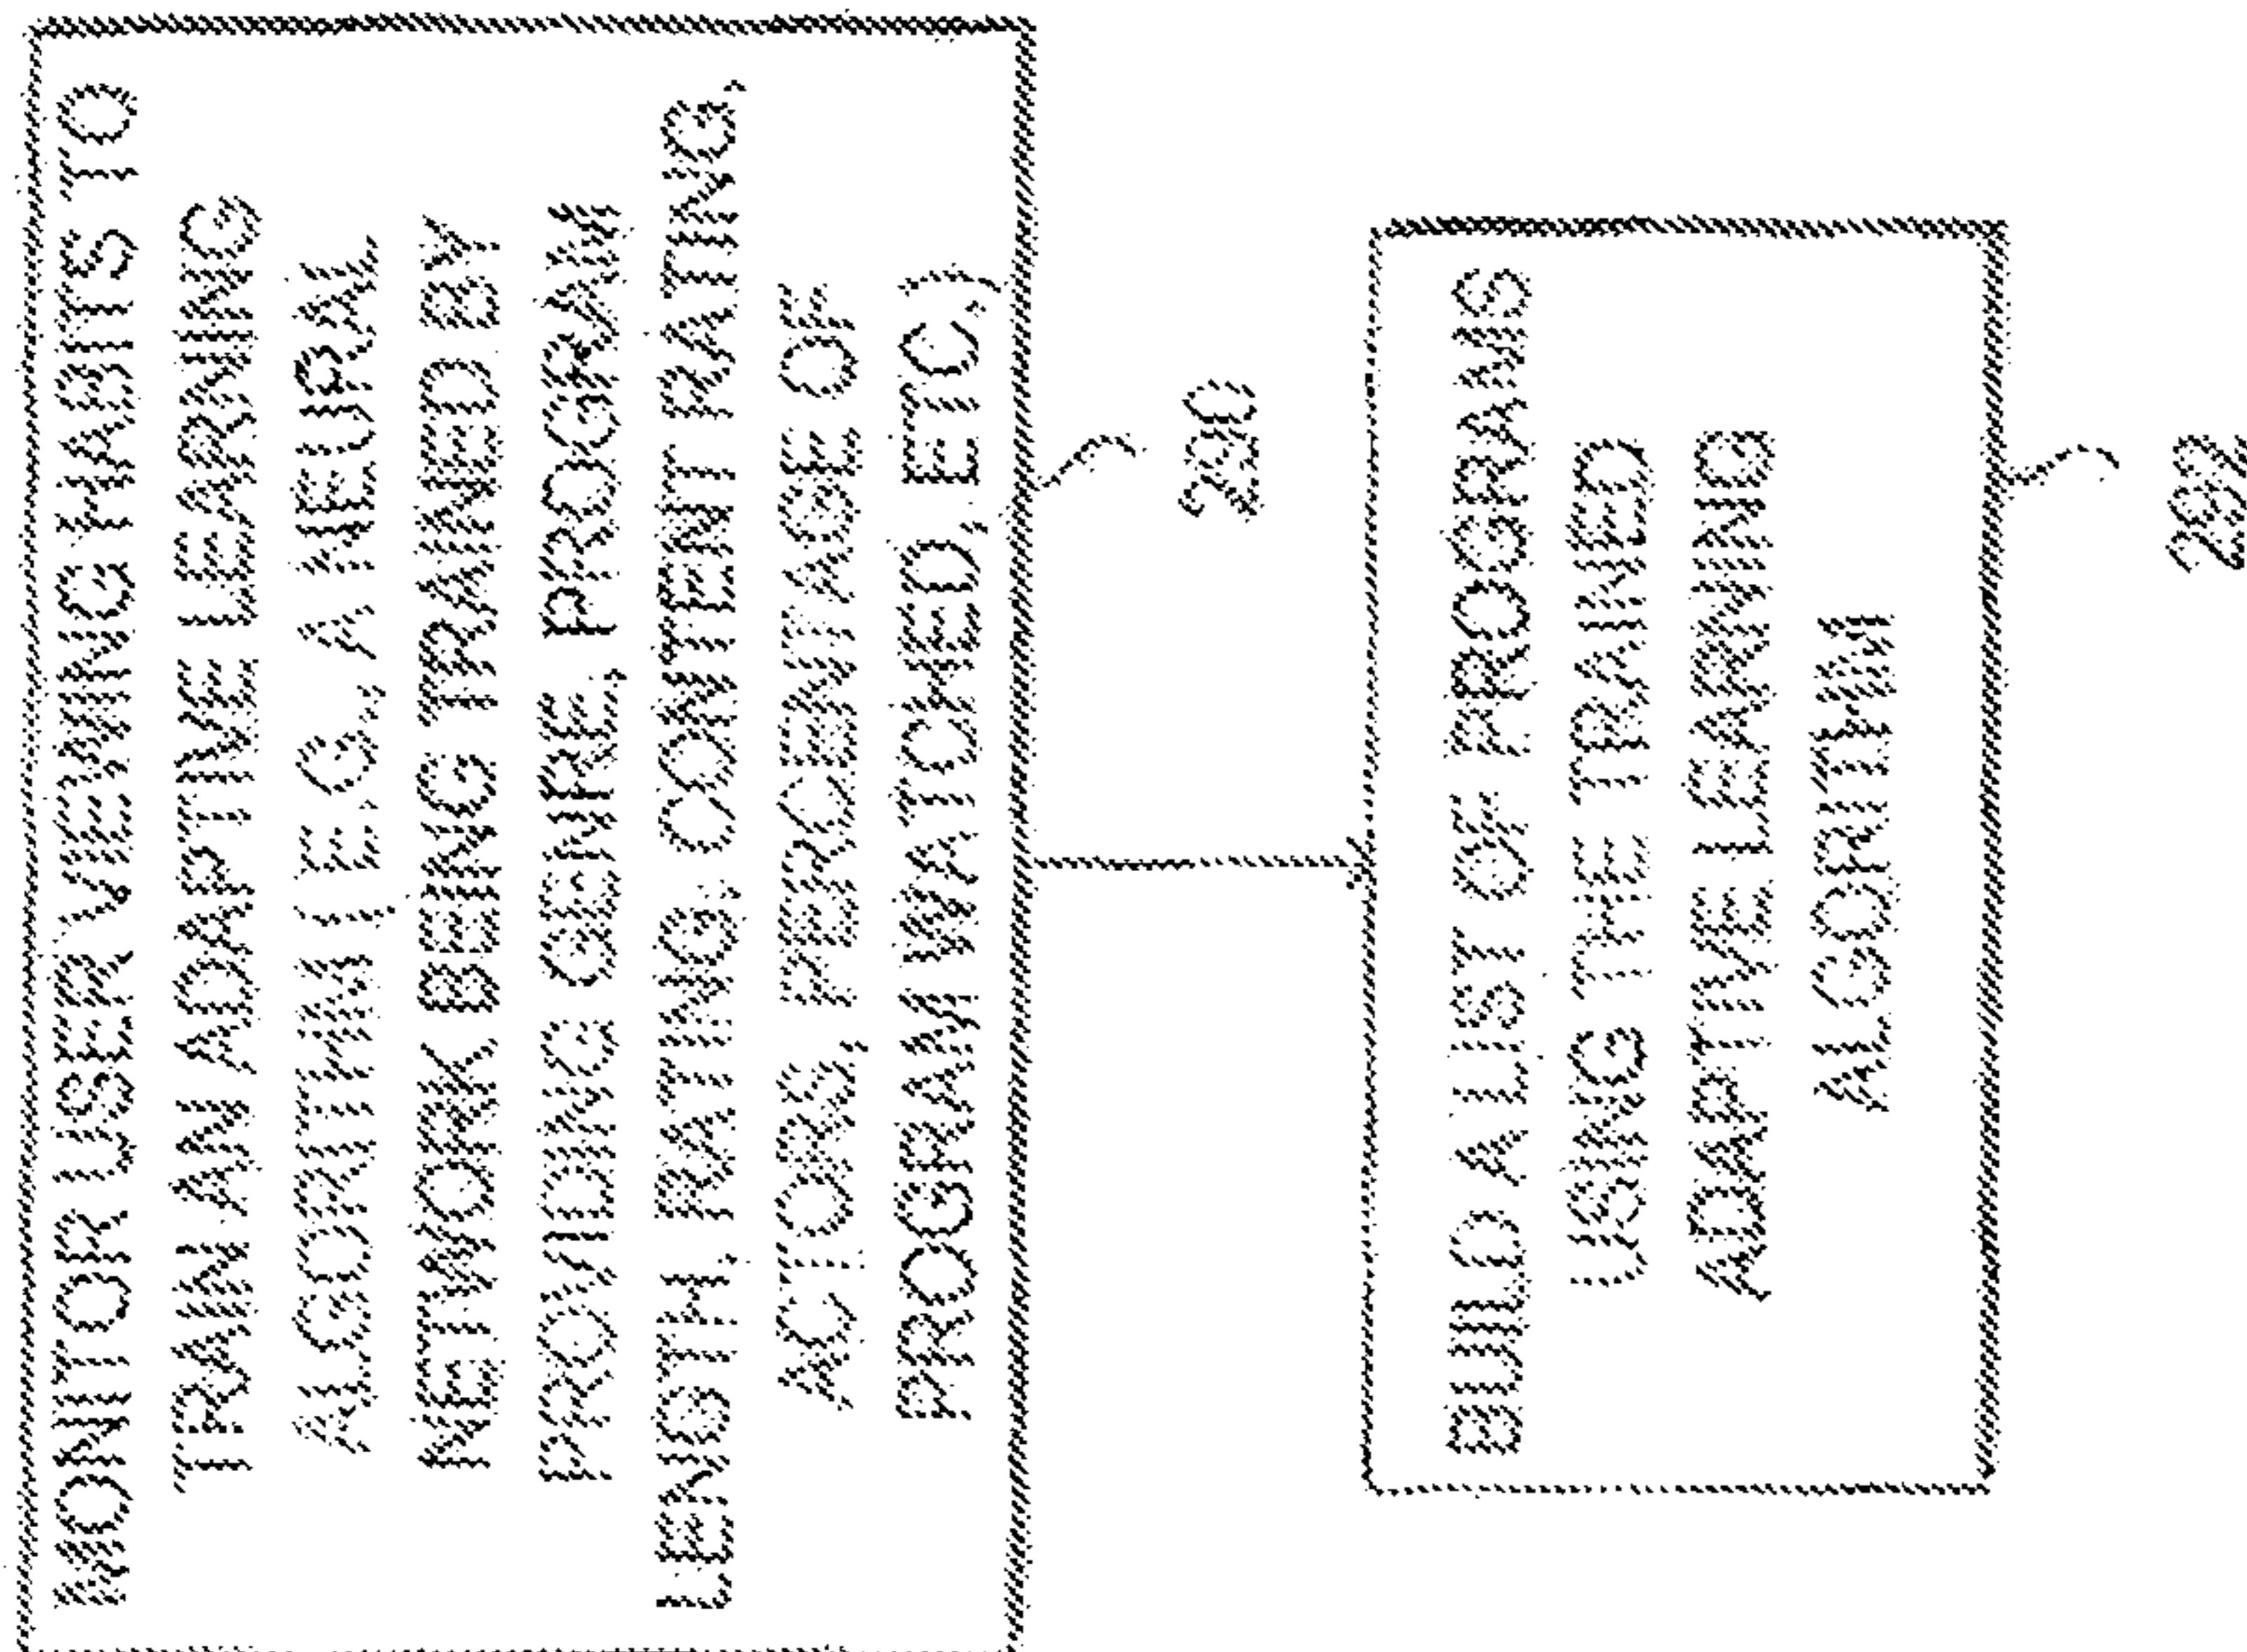 MONITOR USER VIEWING HABITS TO
TRAIN AN ADAPTIVE LEARNING
ALGORITHM ( E.G., A NEURAL
NETWORK BEING TRAINED BY
PROVIDING GENRE, PROGRAM
LENGTH, RATING, CONTENT RATING,
ACTORS, PERCENTAGE OF
PROGRAM WATCHED, ETC.)
290
BUILD A LIST OF PROGRAMS
USING THE TRAINED
ADAPTIVE LEARNING
ALGORITHM
292